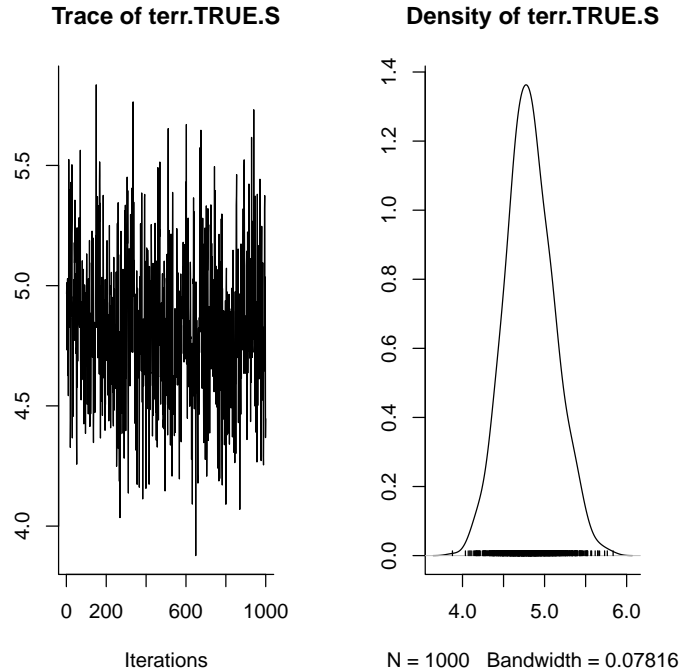 Trace of terr.TRUE.S
4.0 4.5 5.0 5.5
0 200 600 1000
Iterations
Density of terr.TRUE.S
0.0 0.2 0.4 0.6 0.8 1.0 1.2 1.4
4.0 5.0 6.0
N = 1000 Bandwidth = 0.07816